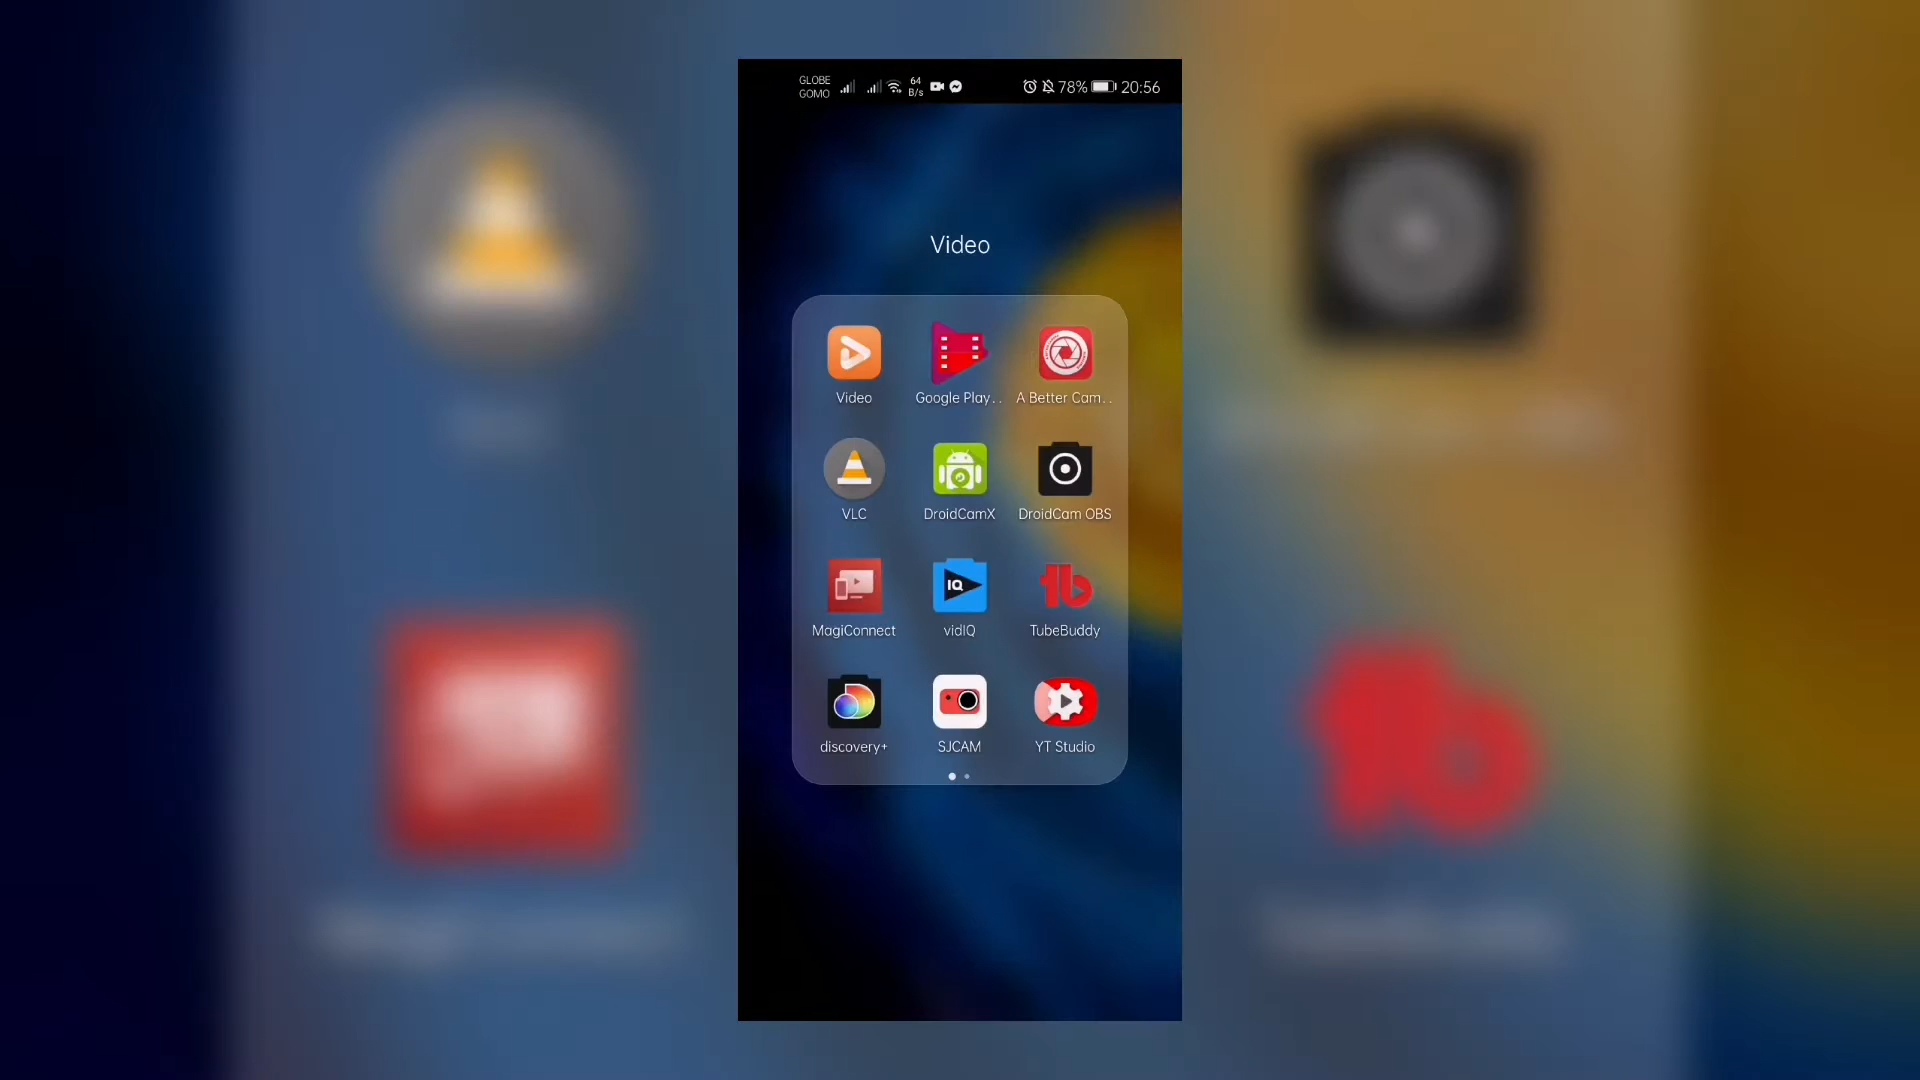 GLOBE
GOMO
64
B/s
78%
20:56
Video
Video
Google Play..
A Better Cam..
VLC
DroidCamX
DroidCam OBS
IQ
MagiConnect
vidIQ
TubeBuddy
discovery+
SJCAM
YT Studio